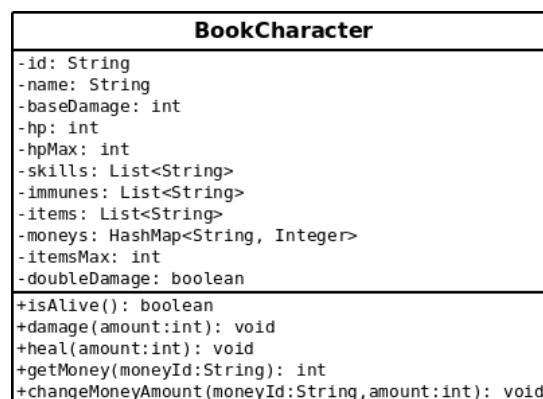 BookCharacter
-id: String
-name: String
-baseDamage: int
-hp: int
-hpMax: int
-skills: List<String>
-immunes: List<String>
-items: List<String>
-moneys: HashMap<String, Integer>
-itemsMax: int
-doubleDamage: boolean
+isAlive(): boolean
+damage(amount:int): void
+heal(amount:int): void
+getMoney(moneyId:String): int
+changeMoneyAmount(moneyId:String,amount:int): void